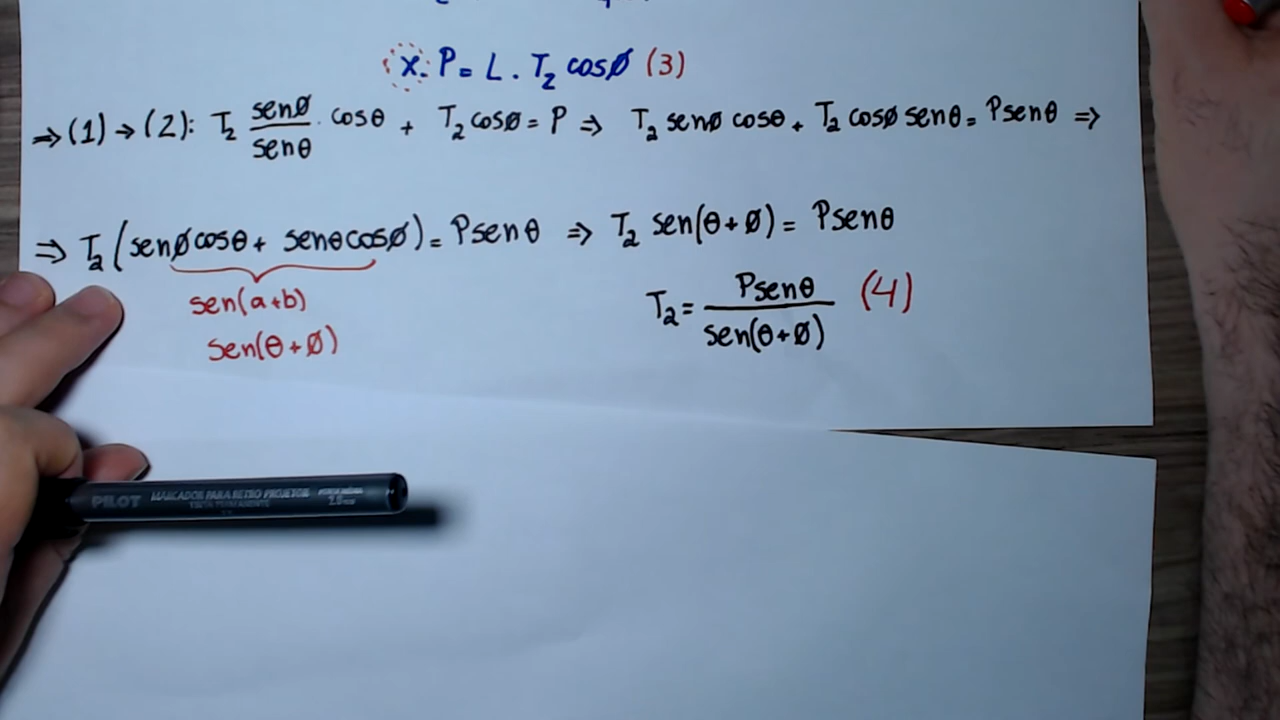 x. P = L . T₂ cosø (3)
⇒ (1) → (2): T₂ senø/senθ . cosθ + T₂ cosø = P ⇒ T₂ senø cosθ + T₂ cosø senθ = Psenθ ⇒
⇒ T₂ (senø cosθ + senθ cosø) = Psenθ ⇒ T₂ sen(θ+ø) = Psenθ
sen(a+b)
sen(θ+ø)
T₂ = Psenθ/sen(θ+ø) (4)
PILOT MARCADOR PARA RETRO PROJETOR
2.0mm